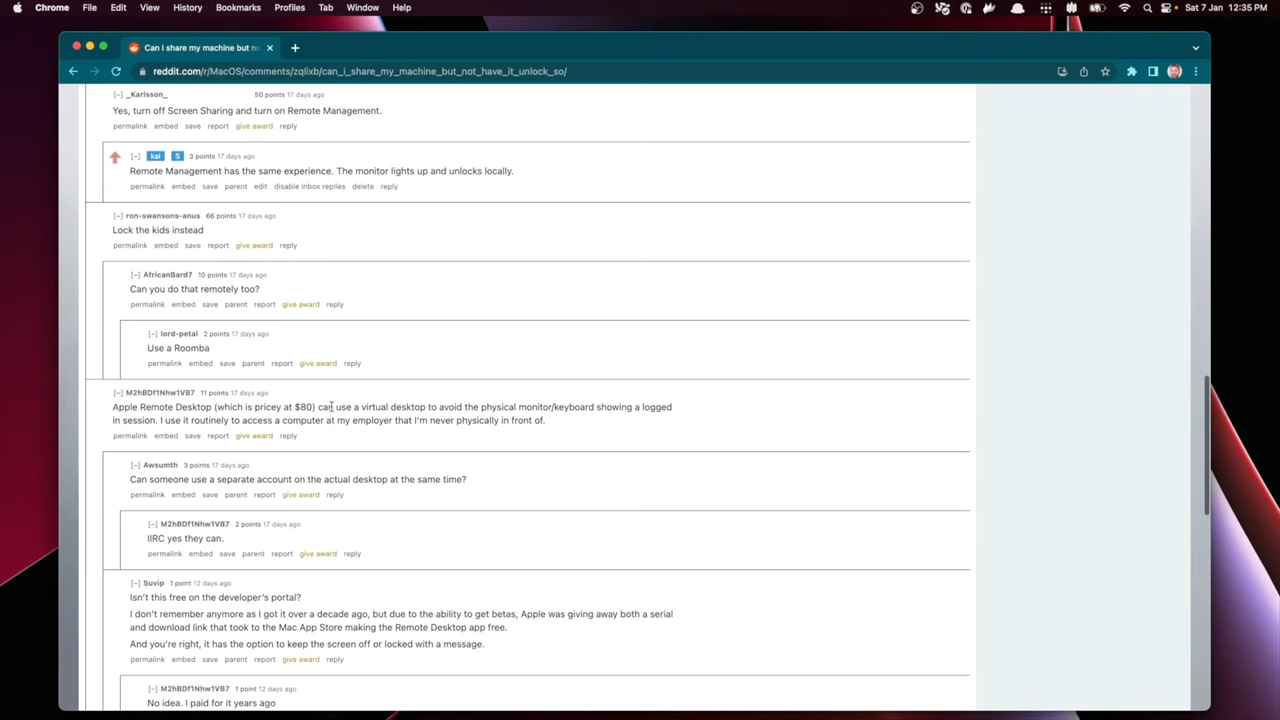 Chrome File Edit View History Bookmarks Profiles Tab Window Help Sat 7 Jan 12:35 PM
Can I share my machine but no
reddit.com/r/MacOS/comments/zqlixb/can_i_share_my_machine_but_not_have_it_unlock_so/
[–] _Karlsson_ 50 points 17 days ago
Yes, turn off Screen Sharing and turn on Remote Management.
permalink embed save report give award reply
[–] kai S 3 points 17 days ago
Remote Management has the same experience. The monitor lights up and unlocks locally.
permalink embed save parent edit disable inbox replies delete reply
[–] ron-swansons-anus 66 points 17 days ago
Lock the kids instead
permalink embed save report give award reply
[–] AfricanBard7 10 points 17 days ago
Can you do that remotely too?
permalink embed save parent report give award reply
[–] lord-petal 2 points 17 days ago
Use a Roomba
permalink embed save parent report give award reply
[–] M2hBDf1Nhw1VB7 11 points 17 days ago
Apple Remote Desktop (which is pricey at $80) can use a virtual desktop to avoid the physical monitor/keyboard showing a logged
in session. I use it routinely to access a computer at my employer that I'm never physically in front of.
permalink embed save report give award reply
[–] Awsumth 3 points 17 days ago
Can someone use a separate account on the actual desktop at the same time?
permalink embed save parent report give award reply
[–] M2hBDf1Nhw1VB7 2 points 17 days ago
IIRC yes they can.
permalink embed save parent report give award reply
[–] Suvip 1 point 12 days ago
Isn't this free on the developer's portal?
I don't remember anymore as I got it over a decade ago, but due to the ability to get betas, Apple was giving away both a serial
and download link that took to the Mac App Store making the Remote Desktop app free.
And you're right, it has the option to keep the screen off or locked with a message.
permalink embed save parent report give award reply
[–] M2hBDf1Nhw1VB7 1 point 12 days ago
No idea. I paid for it years ago